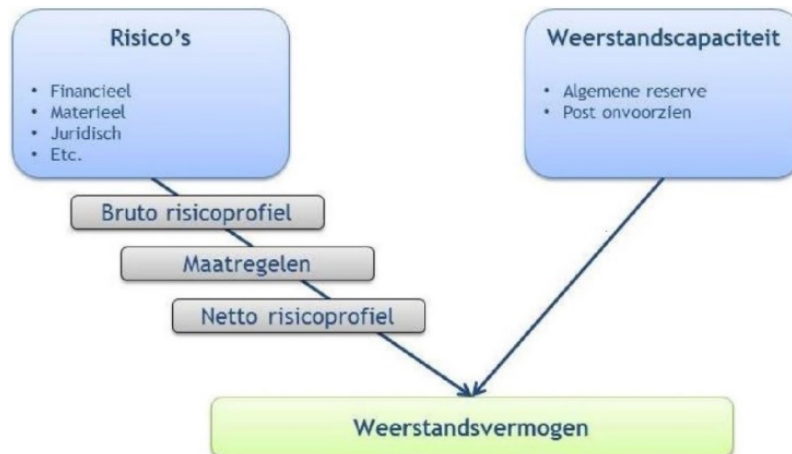 Risico's
• Financieel
• Materieel
• Juridisch
• Etc.
Weerstandscapaciteit
• Algemene reserve
• Post onvoorzien
Bruto risicoprofiel
Maatregelen
Netto risicoprofiel
Weerstandsvermogen